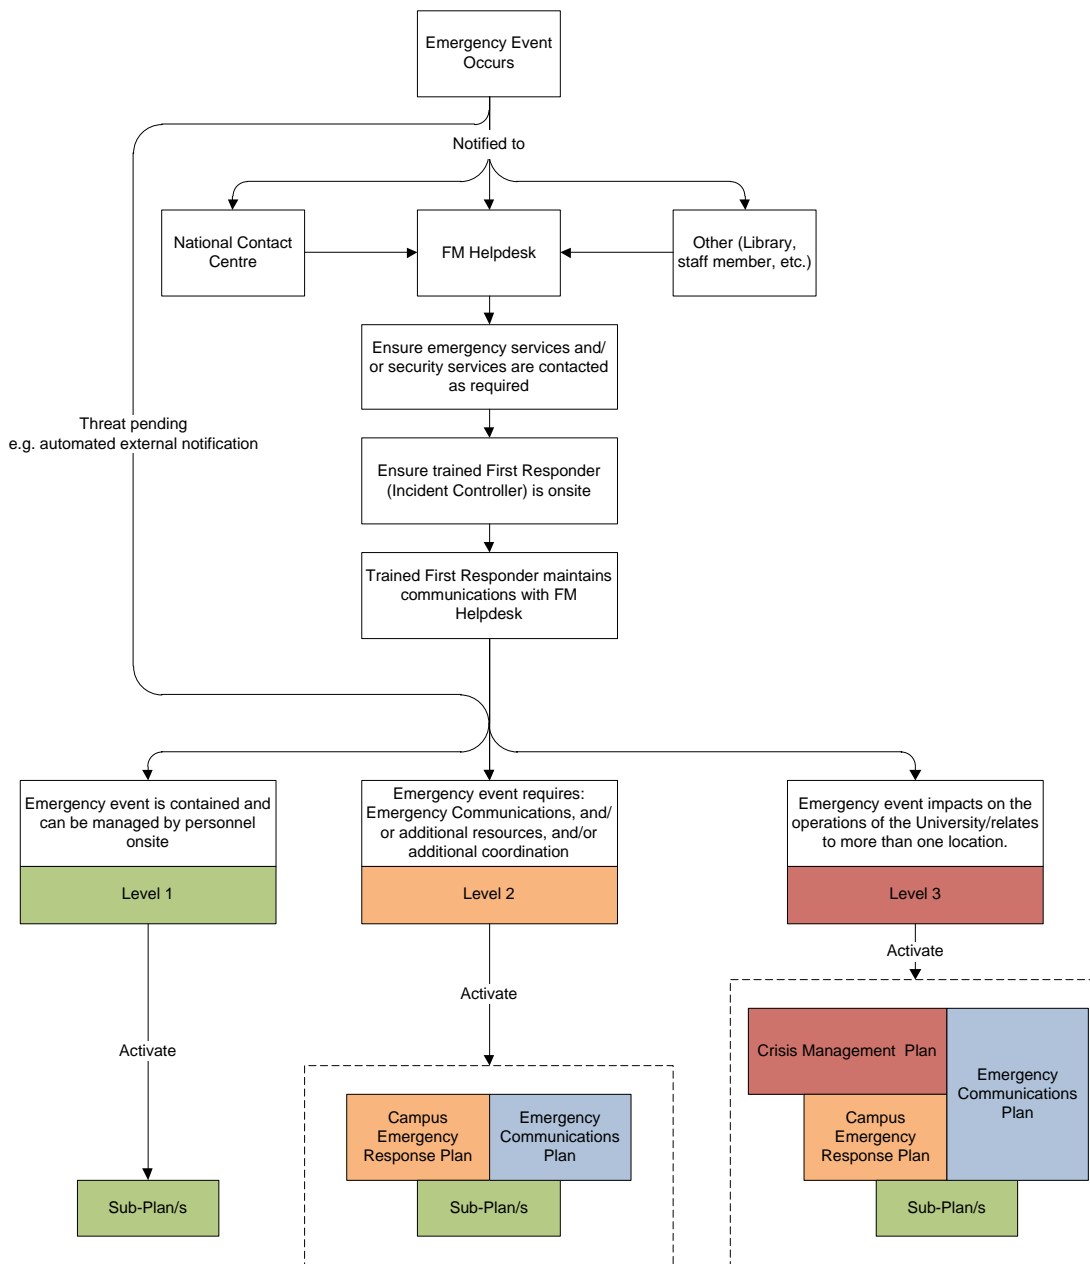 Emergency Event
Occurs
Notified to
National Contact
Centre
FM Helpdesk
Other (Library,
staff member, etc.)
Ensure emergency services and/
or security services are contacted
as required
Threat pending
e.g. automated external notification
Ensure trained First Responder
(Incident Controller) is onsite
Trained First Responder maintains
communications with FM
Helpdesk
Emergency event is contained and
can be managed by personnel
onsite
Level 1
Emergency event requires:
Emergency Communications, and/
or additional resources, and/or
additional coordination
Level 2
Emergency event impacts on the
operations of the University/relates
to more than one location.
Level 3
Activate
Activate
Activate
Sub-Plan/s
Campus
Emergency
Response Plan
Emergency
Communications
Plan
Sub-Plan/s
Crisis Management  Plan
Emergency
Communications
Plan
Campus
Emergency
Response Plan
Sub-Plan/s